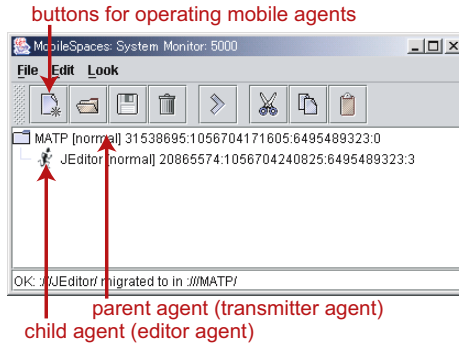 buttons for operating mobile agents
MobileSpaces: System Monitor: 5000
File Edit Look
MATP [normal] 31538695:1056704171605:6495489323:0
JEditor [normal] 20865574:1056704240825:6495489323:3
OK: :///JEditor/ migrated to in :///MATP/
parent agent (transmitter agent)
child agent (editor agent)